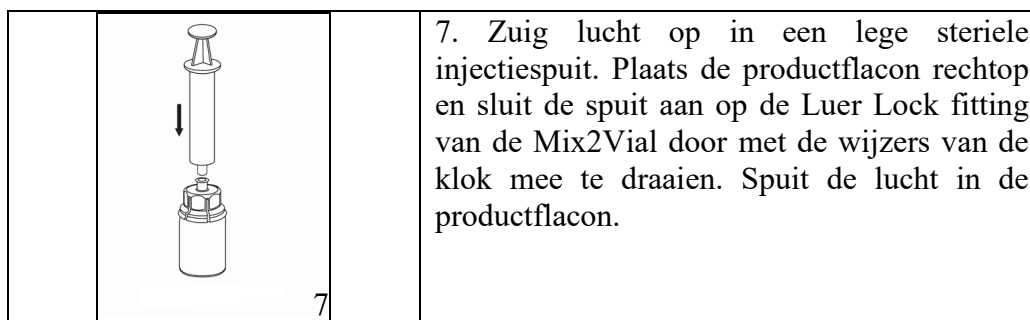 7
7. Zuig lucht op in een lege steriele
injectiespuit. Plaats de productflacon rechtop
en sluit de spuit aan op de Luer Lock fitting
van de Mix2Vial door met de wijzers van de
klok mee te draaien. Spuit de lucht in de
productflacon.